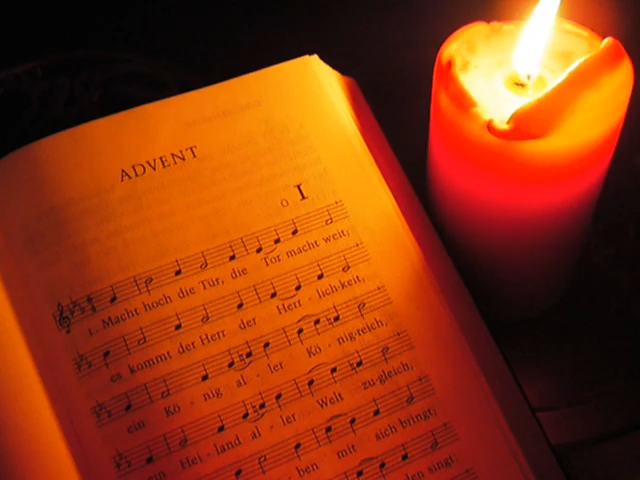 ADVENT
ö 1
1. Macht hoch die Tür, die Tor macht weit;
es kommt der Herr der Herr - lich-keit,
ein Kö - nig al - ler Kö - nig-reich,
ein Hei - land al - ler Welt zu-gleich,
ben mit sich bringt;
den singt: